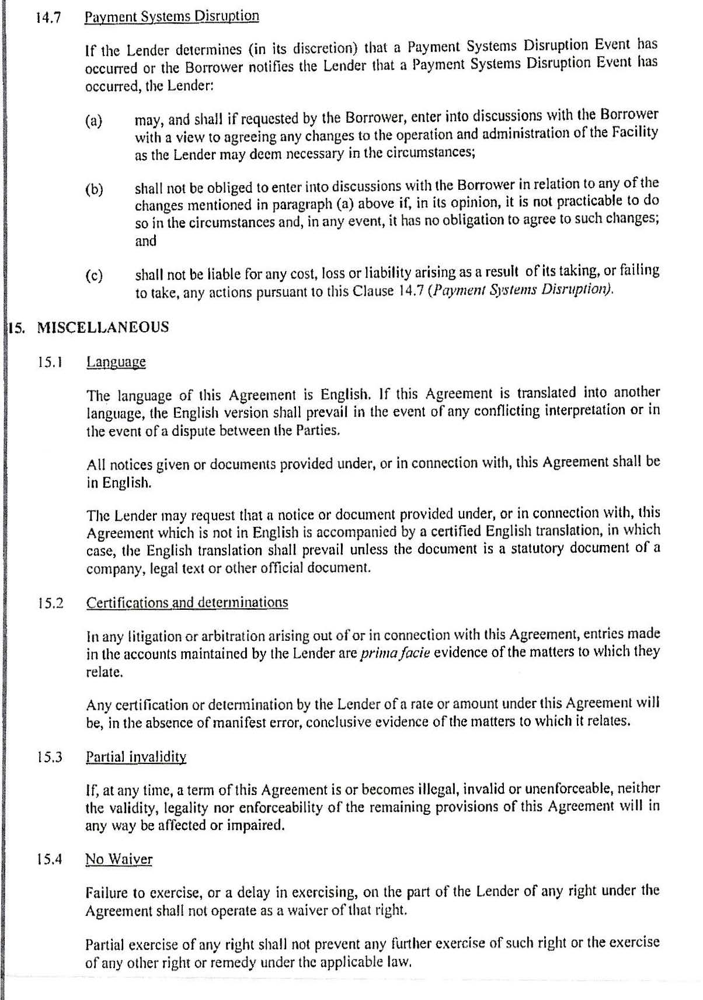 14.7 Payment Systems Disruption
If the Lender determines (in its discretion) that a Payment Systems Disruption Event has
occurred or the Borrower notifies the Lender that a Payment Systems Disruption Event has
occurred, the Lender:
(a) may, and shall if requested by the Borrower, enter into discussions with the Borrower
with a view to agreeing any changes to the operation and administration of the Facility
as the Lender may deem necessary in the circumstances;
(b) shall not be obliged to enter into discussions with the Borrower in relation to any of the
changes mentioned in paragraph (a) above if, in its opinion, it is not practicable to do
so in the circumstances and, in any event, it has no obligation to agree to such changes;
and
(c) shall not be liable for any cost, loss or liability arising as a result of its taking, or failing
to take, any actions pursuant to this Clause 14.7 (Payment Systems Disruption).
15. MISCELLANEOUS
15.1 Language
The language of this Agreement is English. If this Agreement is translated into another
language, the English version shall prevail in the event of any conflicting interpretation or in
the event of a dispute between the Parties.
All notices given or documents provided under, or in connection with, this Agreement shall be
in English.
The Lender may request that a notice or document provided under, or in connection with, this
Agreement which is not in English is accompanied by a certified English translation, in which
case, the English translation shall prevail unless the document is a statutory document of a
company, legal text or other official document.
15.2 Certifications and determinations
In any litigation or arbitration arising out of or in connection with this Agreement, entries made
in the accounts maintained by the Lender are prima facie evidence of the matters to which they
relate.
Any certification or determination by the Lender of a rate or amount under this Agreement will
be, in the absence of manifest error, conclusive evidence of the matters to which it relates.
15.3 Partial invalidity
If, at any time, a term of this Agreement is or becomes illegal, invalid or unenforceable, neither
the validity, legality nor enforceability of the remaining provisions of this Agreement will in
any way be affected or impaired.
15.4 No Waiver
Failure to exercise, or a delay in exercising, on the part of the Lender of any right under the
Agreement shall not operate as a waiver of that right.
Partial exercise of any right shall not prevent any further exercise of such right or the exercise
of any other right or remedy under the applicable law.